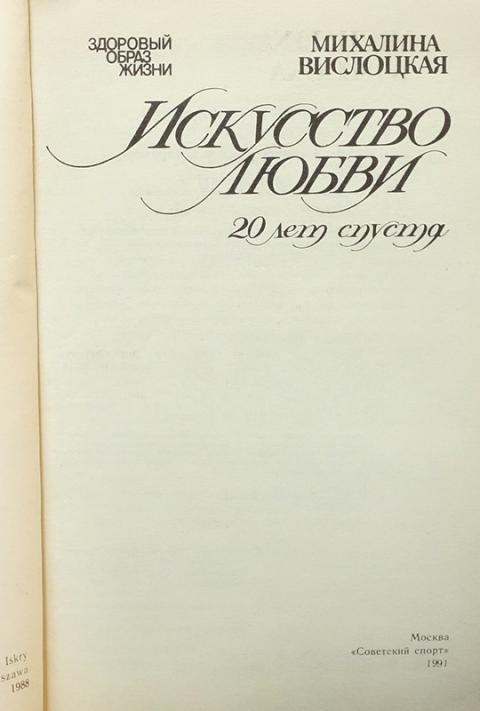 ЗДОРОВЫЙ
ОБРАЗ
ЖИЗНИ
МИХАЛИНА
ВИСЛОЦКАЯ
ИСКУССТВО
ЛЮБВИ
20 лет спустя
Москва
«Советский спорт»
1991
Iskry
szawa
1988